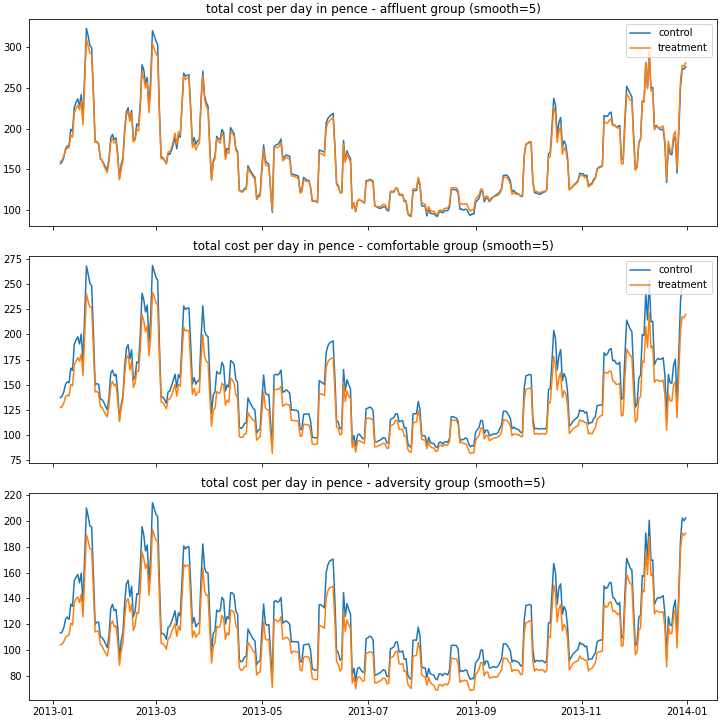 total cost per day in pence - affluent group (smooth=5)
control
treatment
300
250
200
150
100
total cost per day in pence - comfortable group (smooth=5)
control
treatment
275
250
225
200
175
150
125
100
75
total cost per day in pence - adversity group (smooth=5)
control
treatment
220
200
180
160
140
120
100
80
2013-01 2013-03 2013-05 2013-07 2013-09 2013-11 2014-01